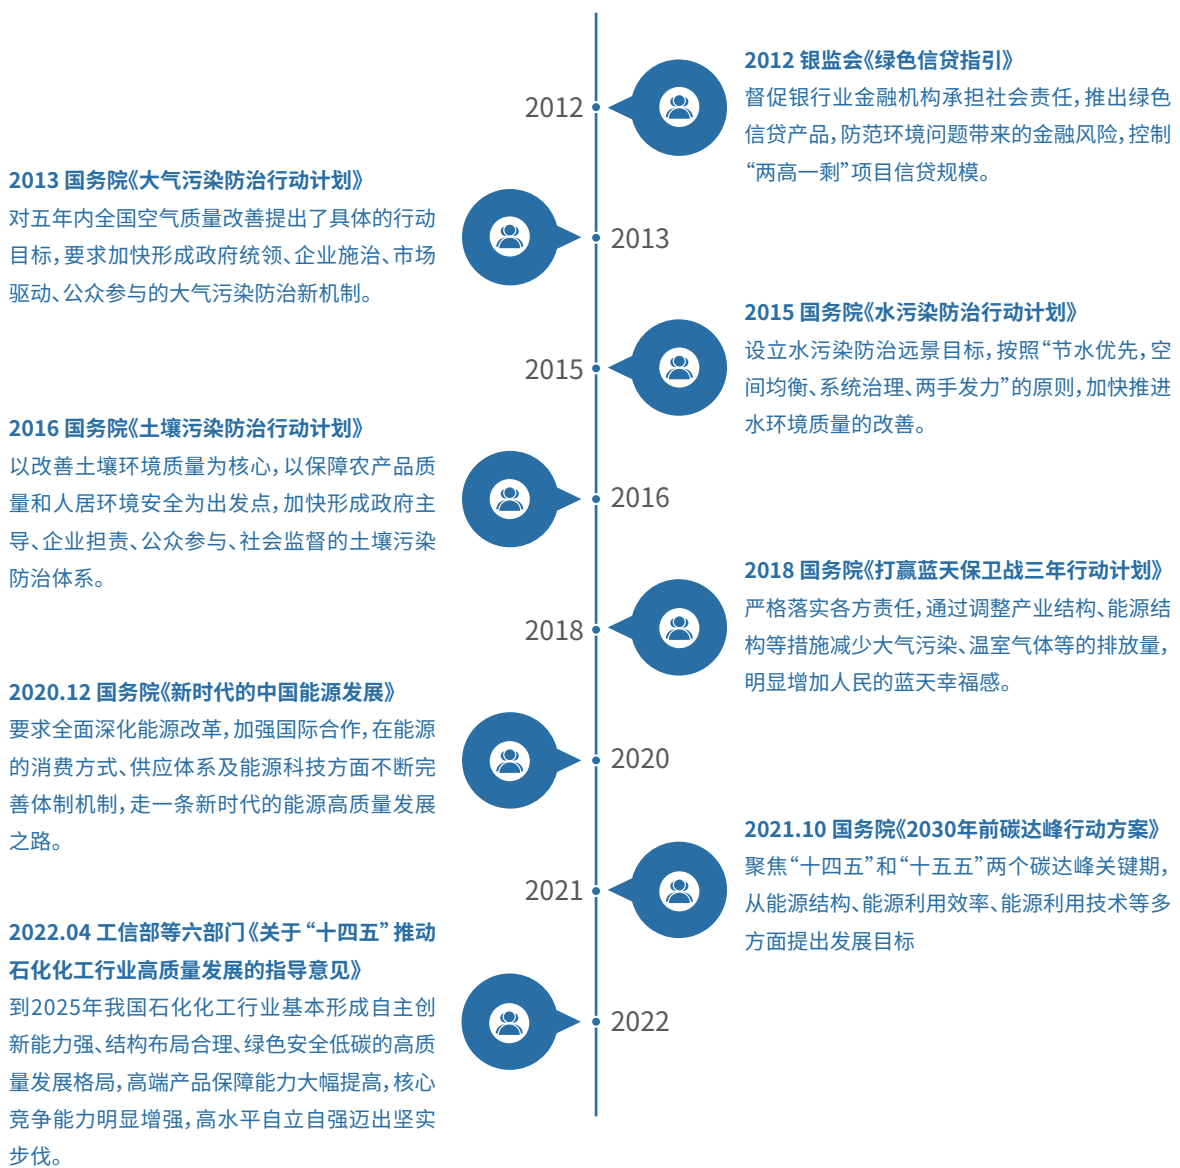 2012
2012 银监会《绿色信贷指引》
督促银行业金融机构承担社会责任，推出绿色
信贷产品，防范环境问题带来的金融风险，控制
“两高一剩”项目信贷规模。
2013 国务院《大气污染防治行动计划》
对五年内全国空气质量改善提出了具体的行动
目标，要求加快形成政府统领、企业施治、市场
驱动、公众参与的大气污染防治新机制。
2013
2015
2015 国务院《水污染防治行动计划》
设立水污染防治远景目标，按照“节水优先，空
间均衡、系统治理、两手发力”的原则，加快推进
水环境质量的改善。
2016 国务院《土壤污染防治行动计划》
以改善土壤环境质量为核心，以保障农产品质
量和人居环境安全为出发点，加快形成政府主
导、企业担责、公众参与、社会监督的土壤污染
防治体系。
2016
2018
2018 国务院《打赢蓝天保卫战三年行动计划》
严格落实各方责任，通过调整产业结构、能源结
构等措施减少大气污染、温室气体等的排放量，
明显增加人民的蓝天幸福感。
2020.12 国务院《新时代的中国能源发展》
要求全面深化能源改革，加强国际合作，在能源
的消费方式、供应体系及能源科技方面不断完
善体制机制，走一条新时代的能源高质量发展
之路。
2020
2021
2021.10 国务院《2030年前碳达峰行动方案》
聚焦“十四五”和“十五五”两个碳达峰关键期，
从能源结构、能源利用效率、能源利用技术等多
方面提出发展目标
2022.04 工信部等六部门《关于“十四五”推动
石化化工行业高质量发展的指导意见》
到2025年我国石化化工行业基本形成自主创
新能力强、结构布局合理、绿色安全低碳的高质
量发展格局，高端产品保障能力大幅提高，核心
竞争能力明显增强，高水平自立自强迈出坚实
步伐。
2022